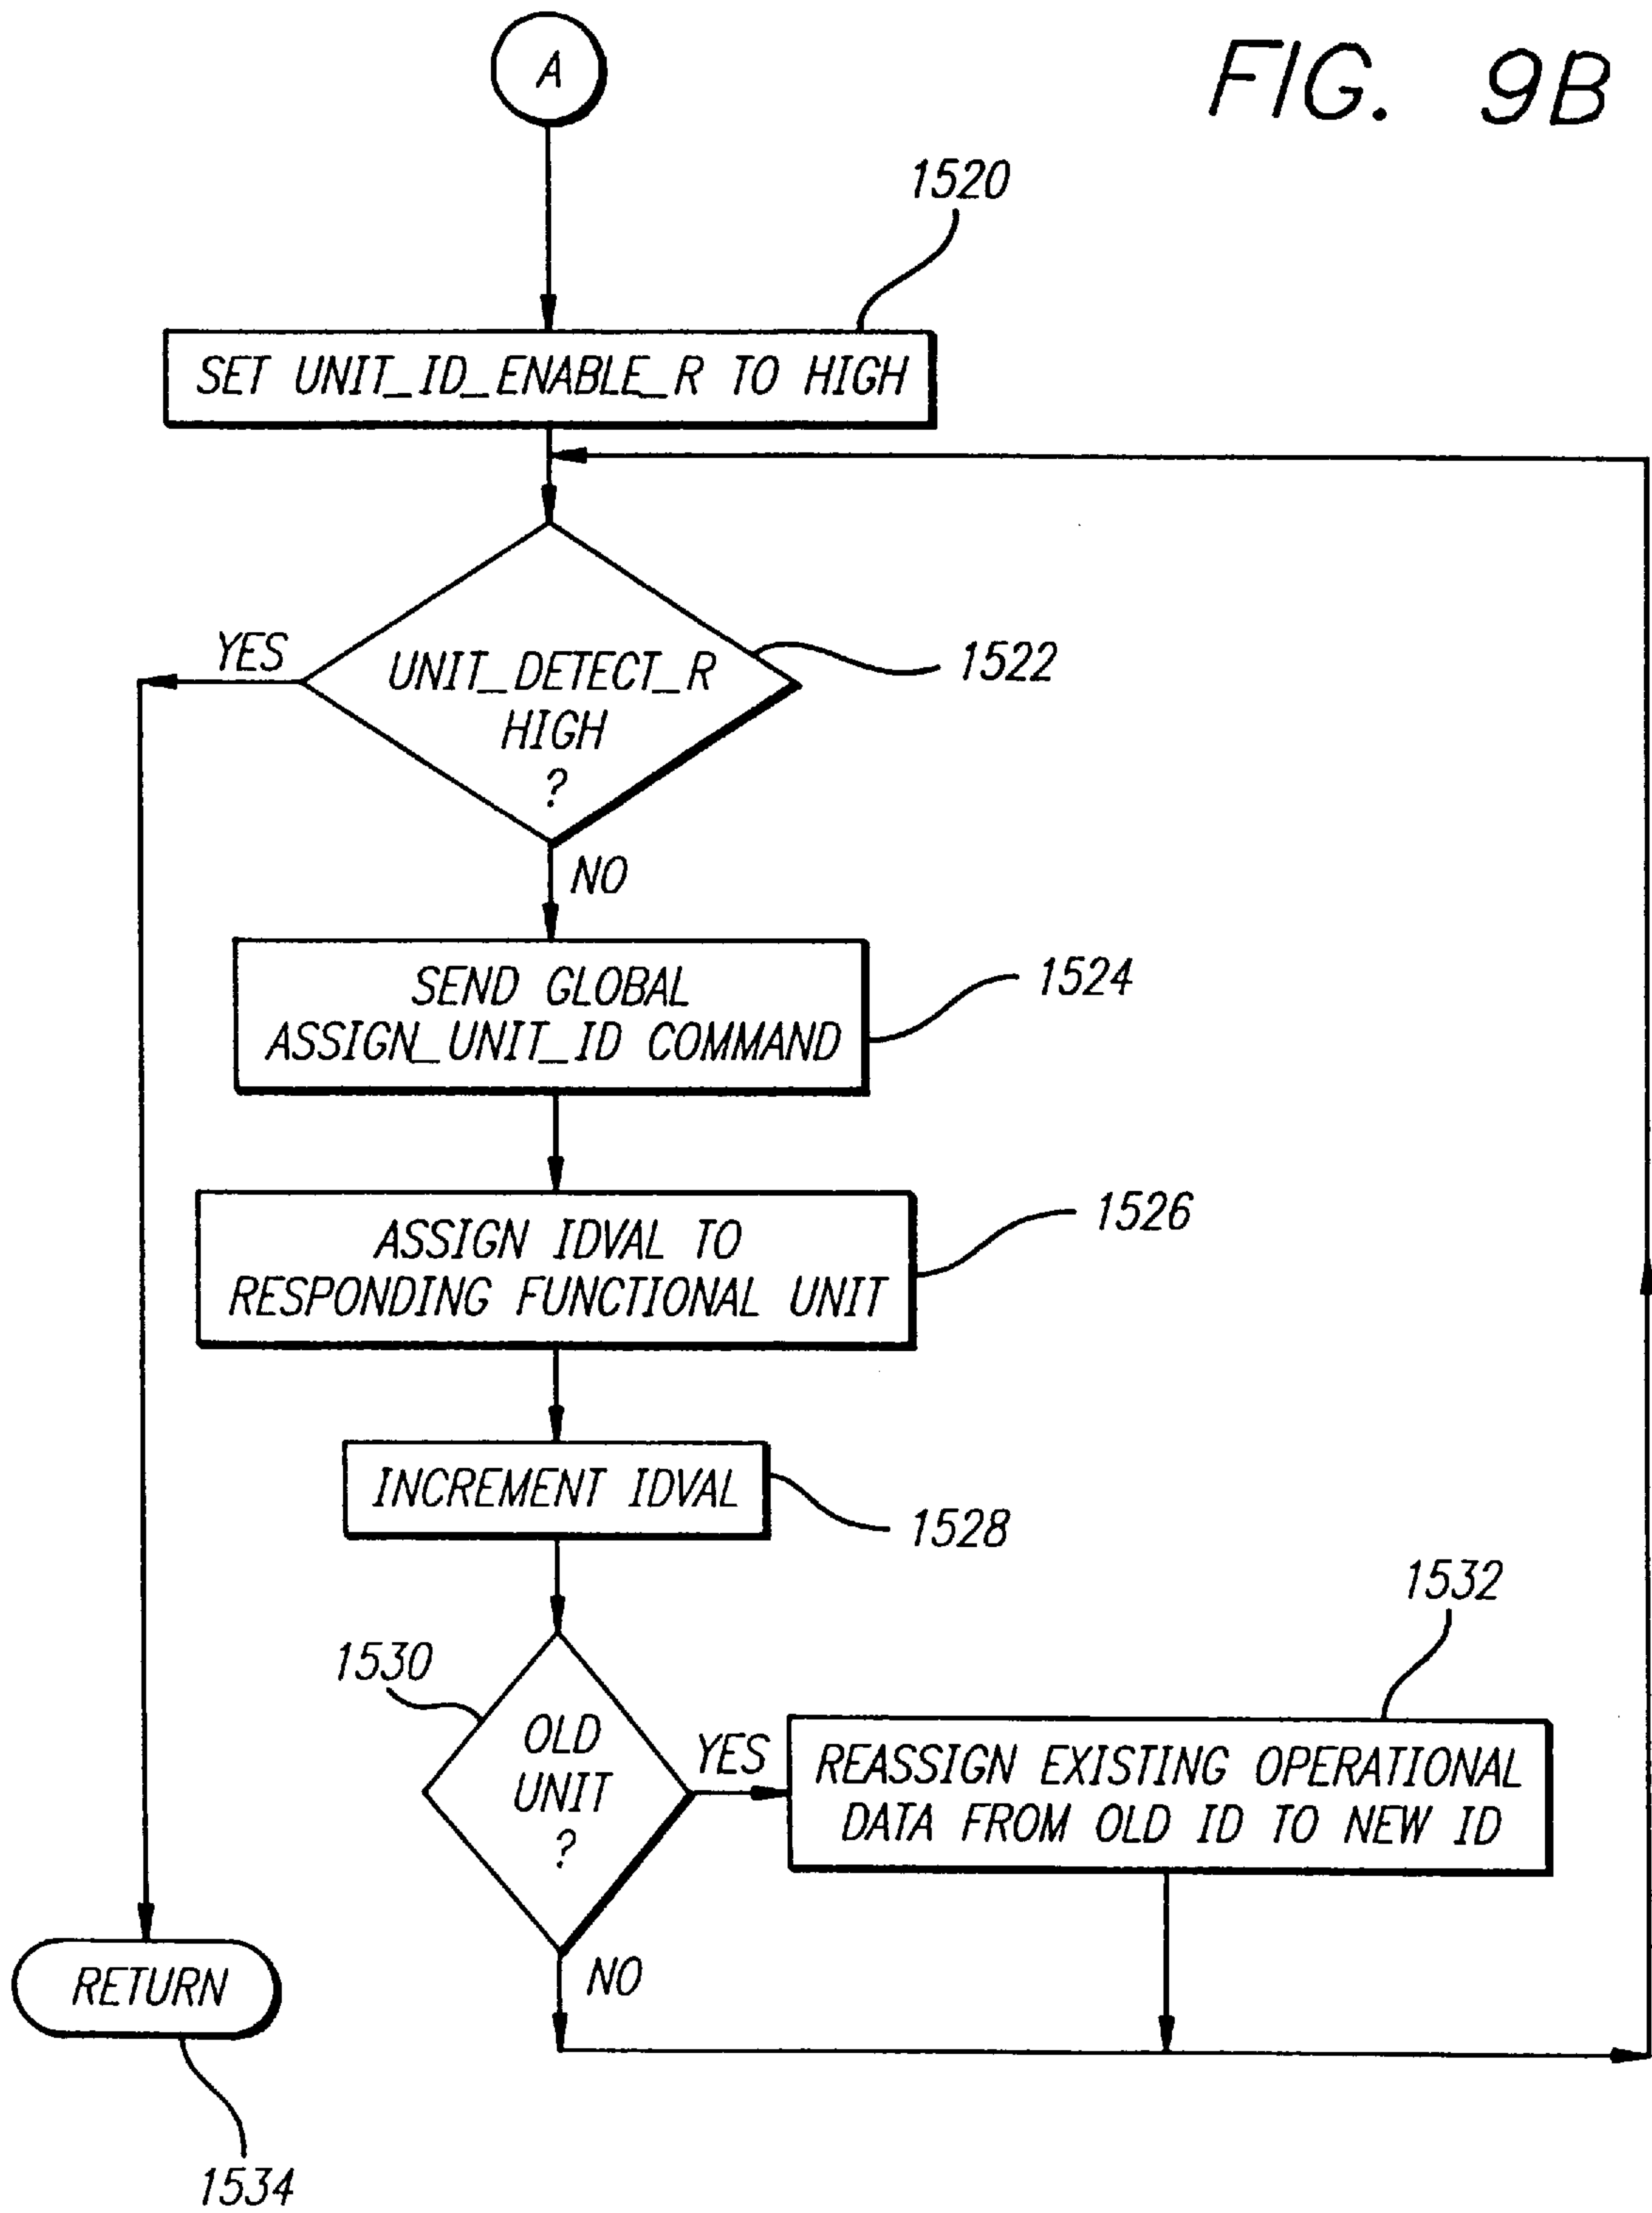 FIG. 9B
A
1520
SET UNIT_ID_ENABLE_R TO HIGH
YES
UNIT_DETECT_R
HIGH
?
1522
NO
SEND GLOBAL
ASSIGN_UNIT_ID COMMAND
1524
ASSIGN IDVAL TO
RESPONDING FUNCTIONAL UNIT
1526
INCREMENT IDVAL
1528
1530
OLD
UNIT
?
YES
1532
REASSIGN EXISTING OPERATIONAL
DATA FROM OLD ID TO NEW ID
NO
RETURN
1534